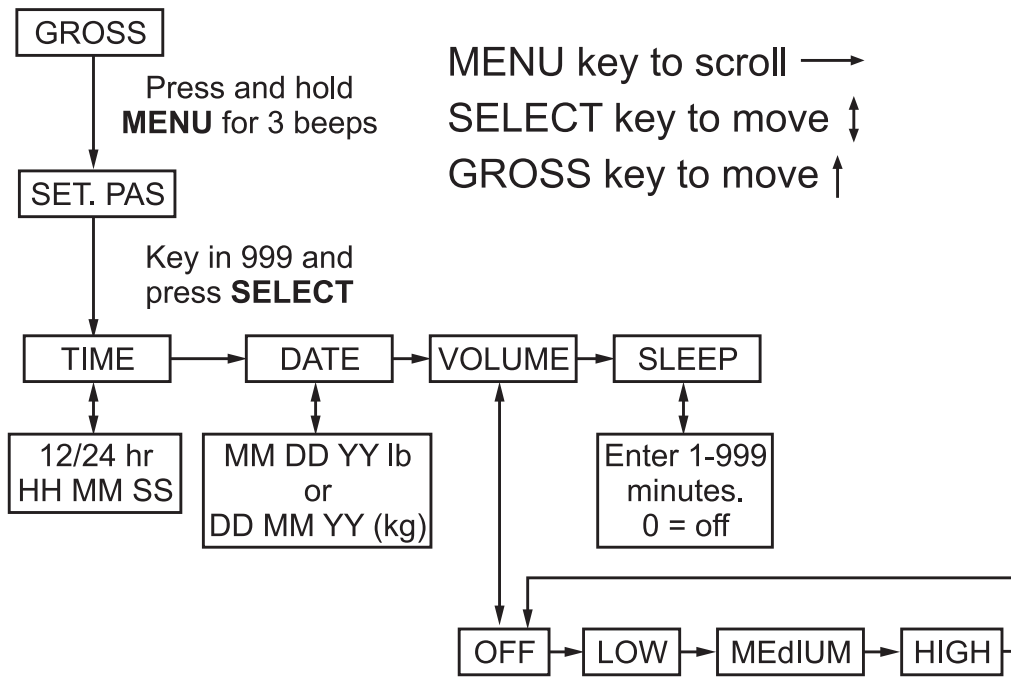 GROSS
Press and hold
MENU for 3 beeps
MENU key to scroll
SELECT key to move
GROSS key to move
SET. PAS
Key in 999 and
press SELECT
TIME
DATE
VOLUME
SLEEP
12/24 hr
HH MM SS
MM DD YY lb
or
DD MM YY (kg)
Enter 1-999
minutes.
0 = off
OFF
LOW
MEdIUM
HIGH